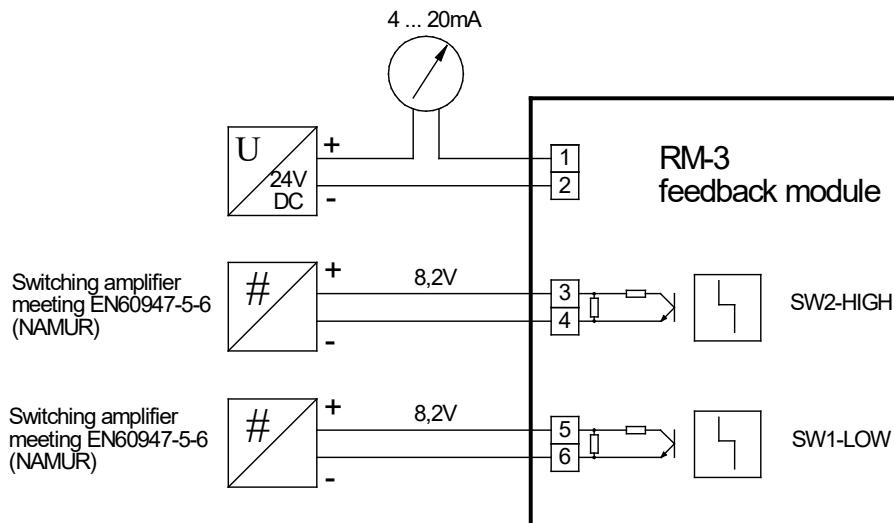 4 ... 20mA
U
24V
DC
+
-
1
2
RM-3
feedback module
Switching amplifier
meeting EN60947-5-6
(NAMUR)
#
+
-
8,2V
3
4
SW2-HIGH
Switching amplifier
meeting EN60947-5-6
(NAMUR)
#
+
-
8,2V
5
6
SW1-LOW